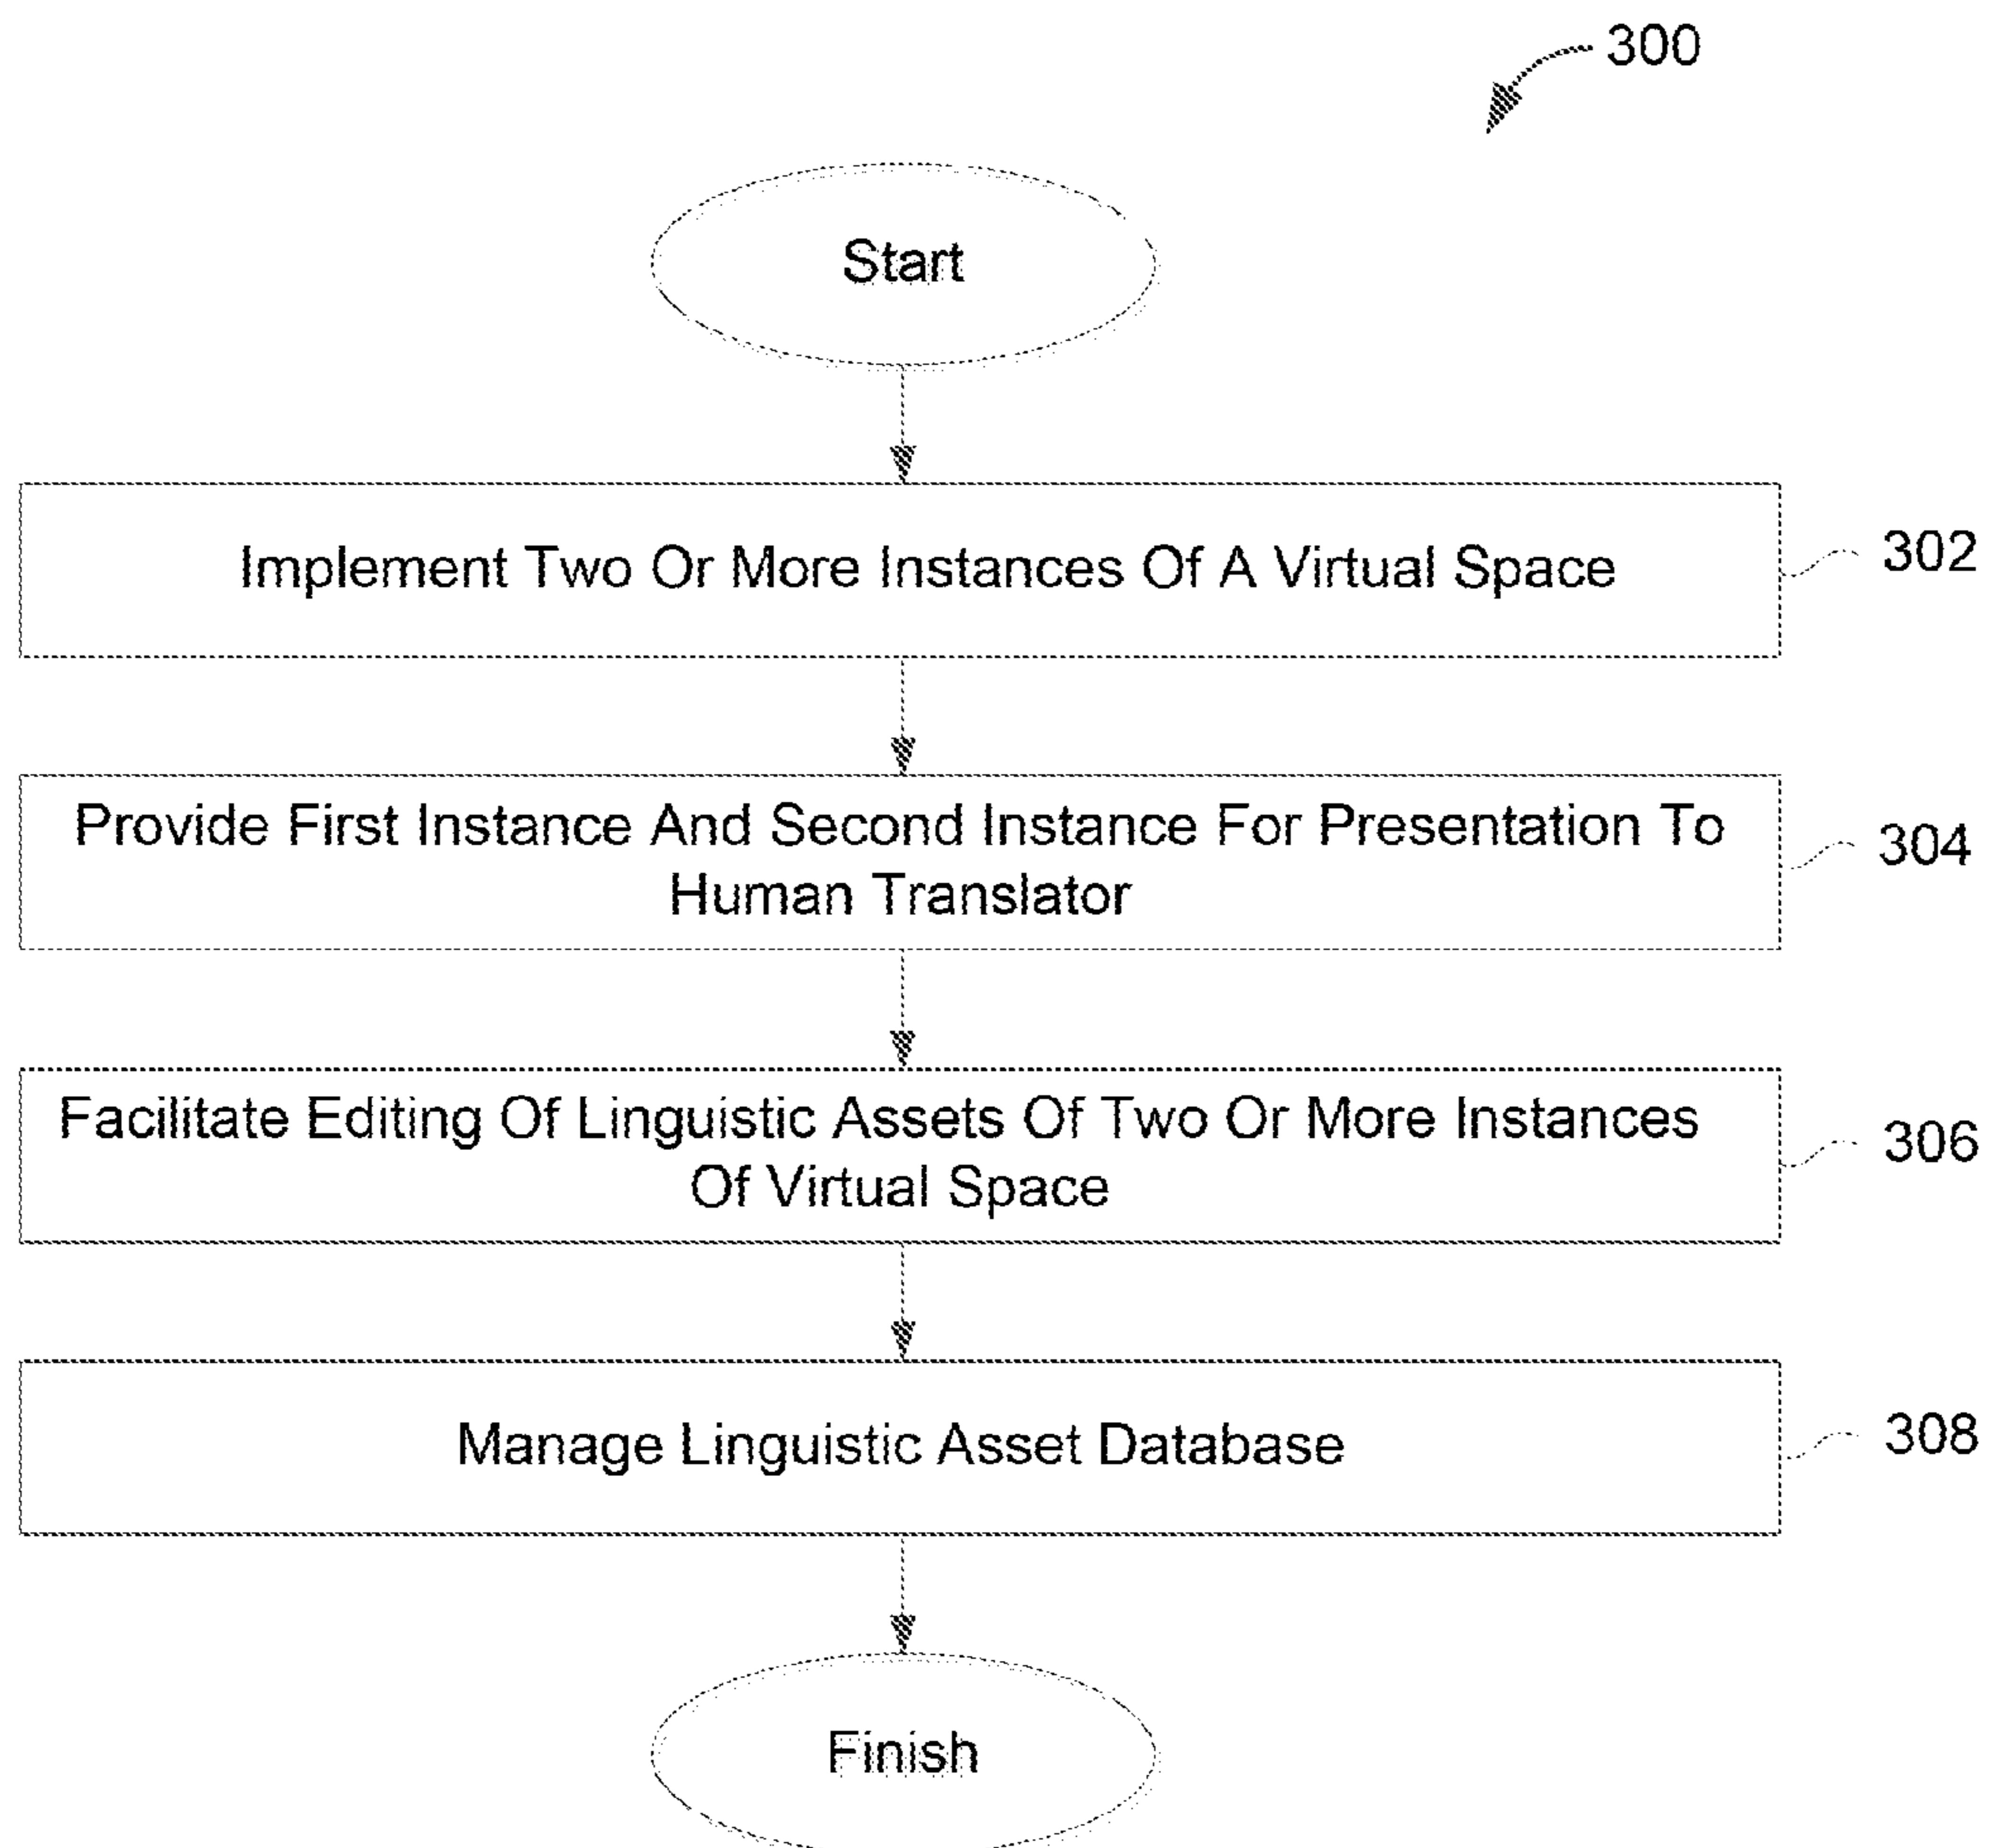 300
Start
Implement Two Or More Instances Of A Virtual Space
302
Provide First Instance And Second Instance For Presentation To
Human Translator
304
Facilitate Editing Of Linguistic Assets Of Two Or More Instances
Of Virtual Space
306
Manage Linguistic Asset Database
308
Finish